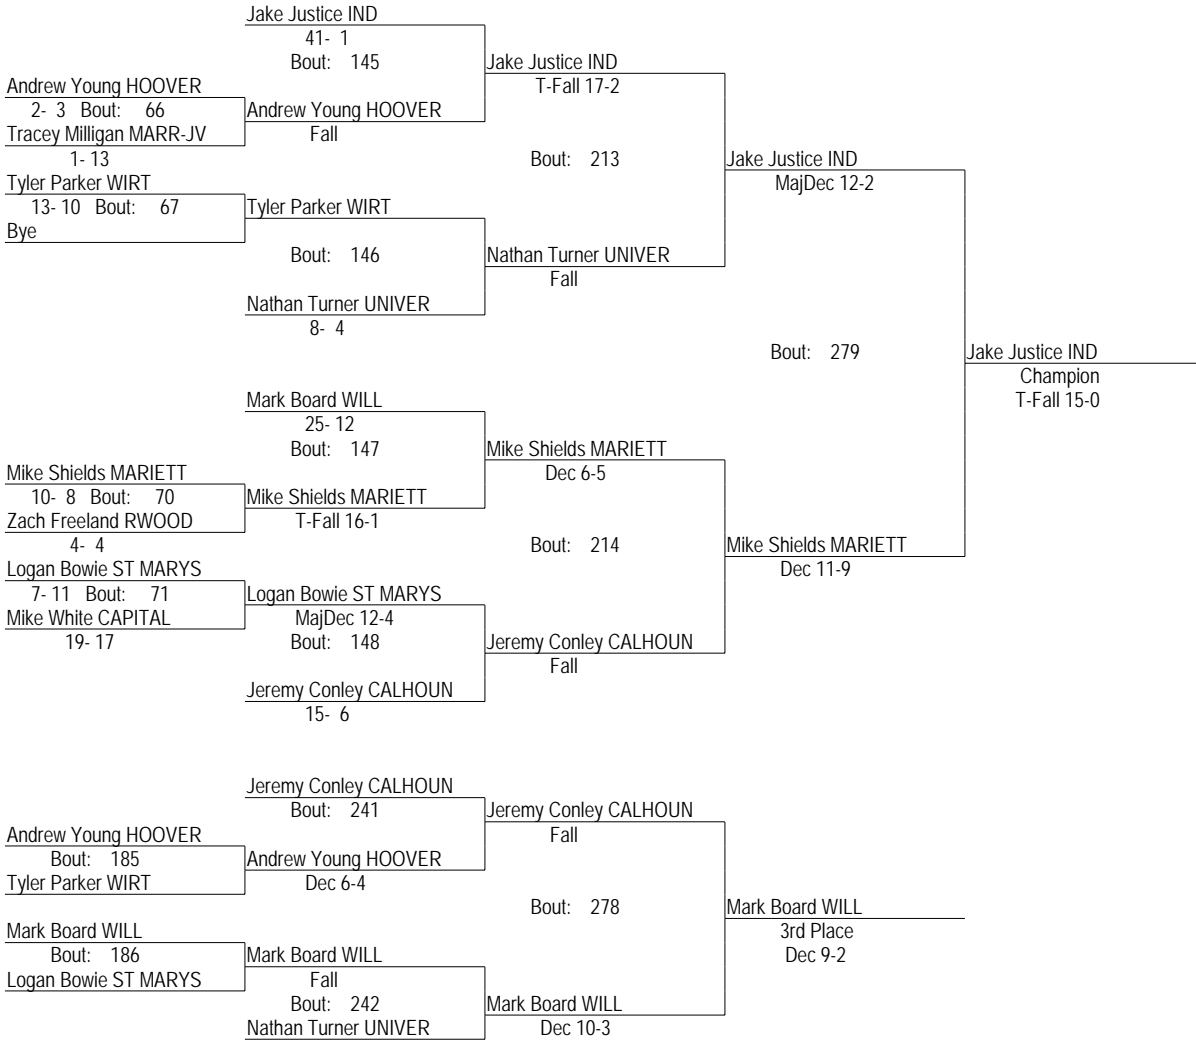 Jake Justice IND
41- 1
Bout: 145
Jake Justice IND
T-Fall 17-2
Andrew Young HOOVER
2- 3 Bout: 66
Andrew Young HOOVER
Fall
Tracey Milligan MARR-JV
1- 13
Bout: 213
Jake Justice IND
MajDec 12-2
Tyler Parker WIRT
13- 10 Bout: 67
Tyler Parker WIRT
Bye
Bout: 146
Nathan Turner UNIVER
Fall
Nathan Turner UNIVER
8- 4
Bout: 279
Jake Justice IND
Champion
T-Fall 15-0
Mark Board WILL
25- 12
Bout: 147
Mike Shields MARIETT
Dec 6-5
Mike Shields MARIETT
10- 8 Bout: 70
Mike Shields MARIETT
T-Fall 16-1
Zach Freeland RWOOD
4- 4
Bout: 214
Mike Shields MARIETT
Dec 11-9
Logan Bowie ST MARYS
7- 11 Bout: 71
Logan Bowie ST MARYS
MajDec 12-4
Mike White CAPITAL
19- 17
Bout: 148
Jeremy Conley CALHOUN
Fall
Jeremy Conley CALHOUN
15- 6
Jeremy Conley CALHOUN
Bout: 241
Jeremy Conley CALHOUN
Fall
Andrew Young HOOVER
Bout: 185
Andrew Young HOOVER
Dec 6-4
Tyler Parker WIRT
Bout: 278
Mark Board WILL
3rd Place
Dec 9-2
Mark Board WILL
Bout: 186
Mark Board WILL
Fall
Logan Bowie ST MARYS
Bout: 242
Mark Board WILL
Dec 10-3
Nathan Turner UNIVER